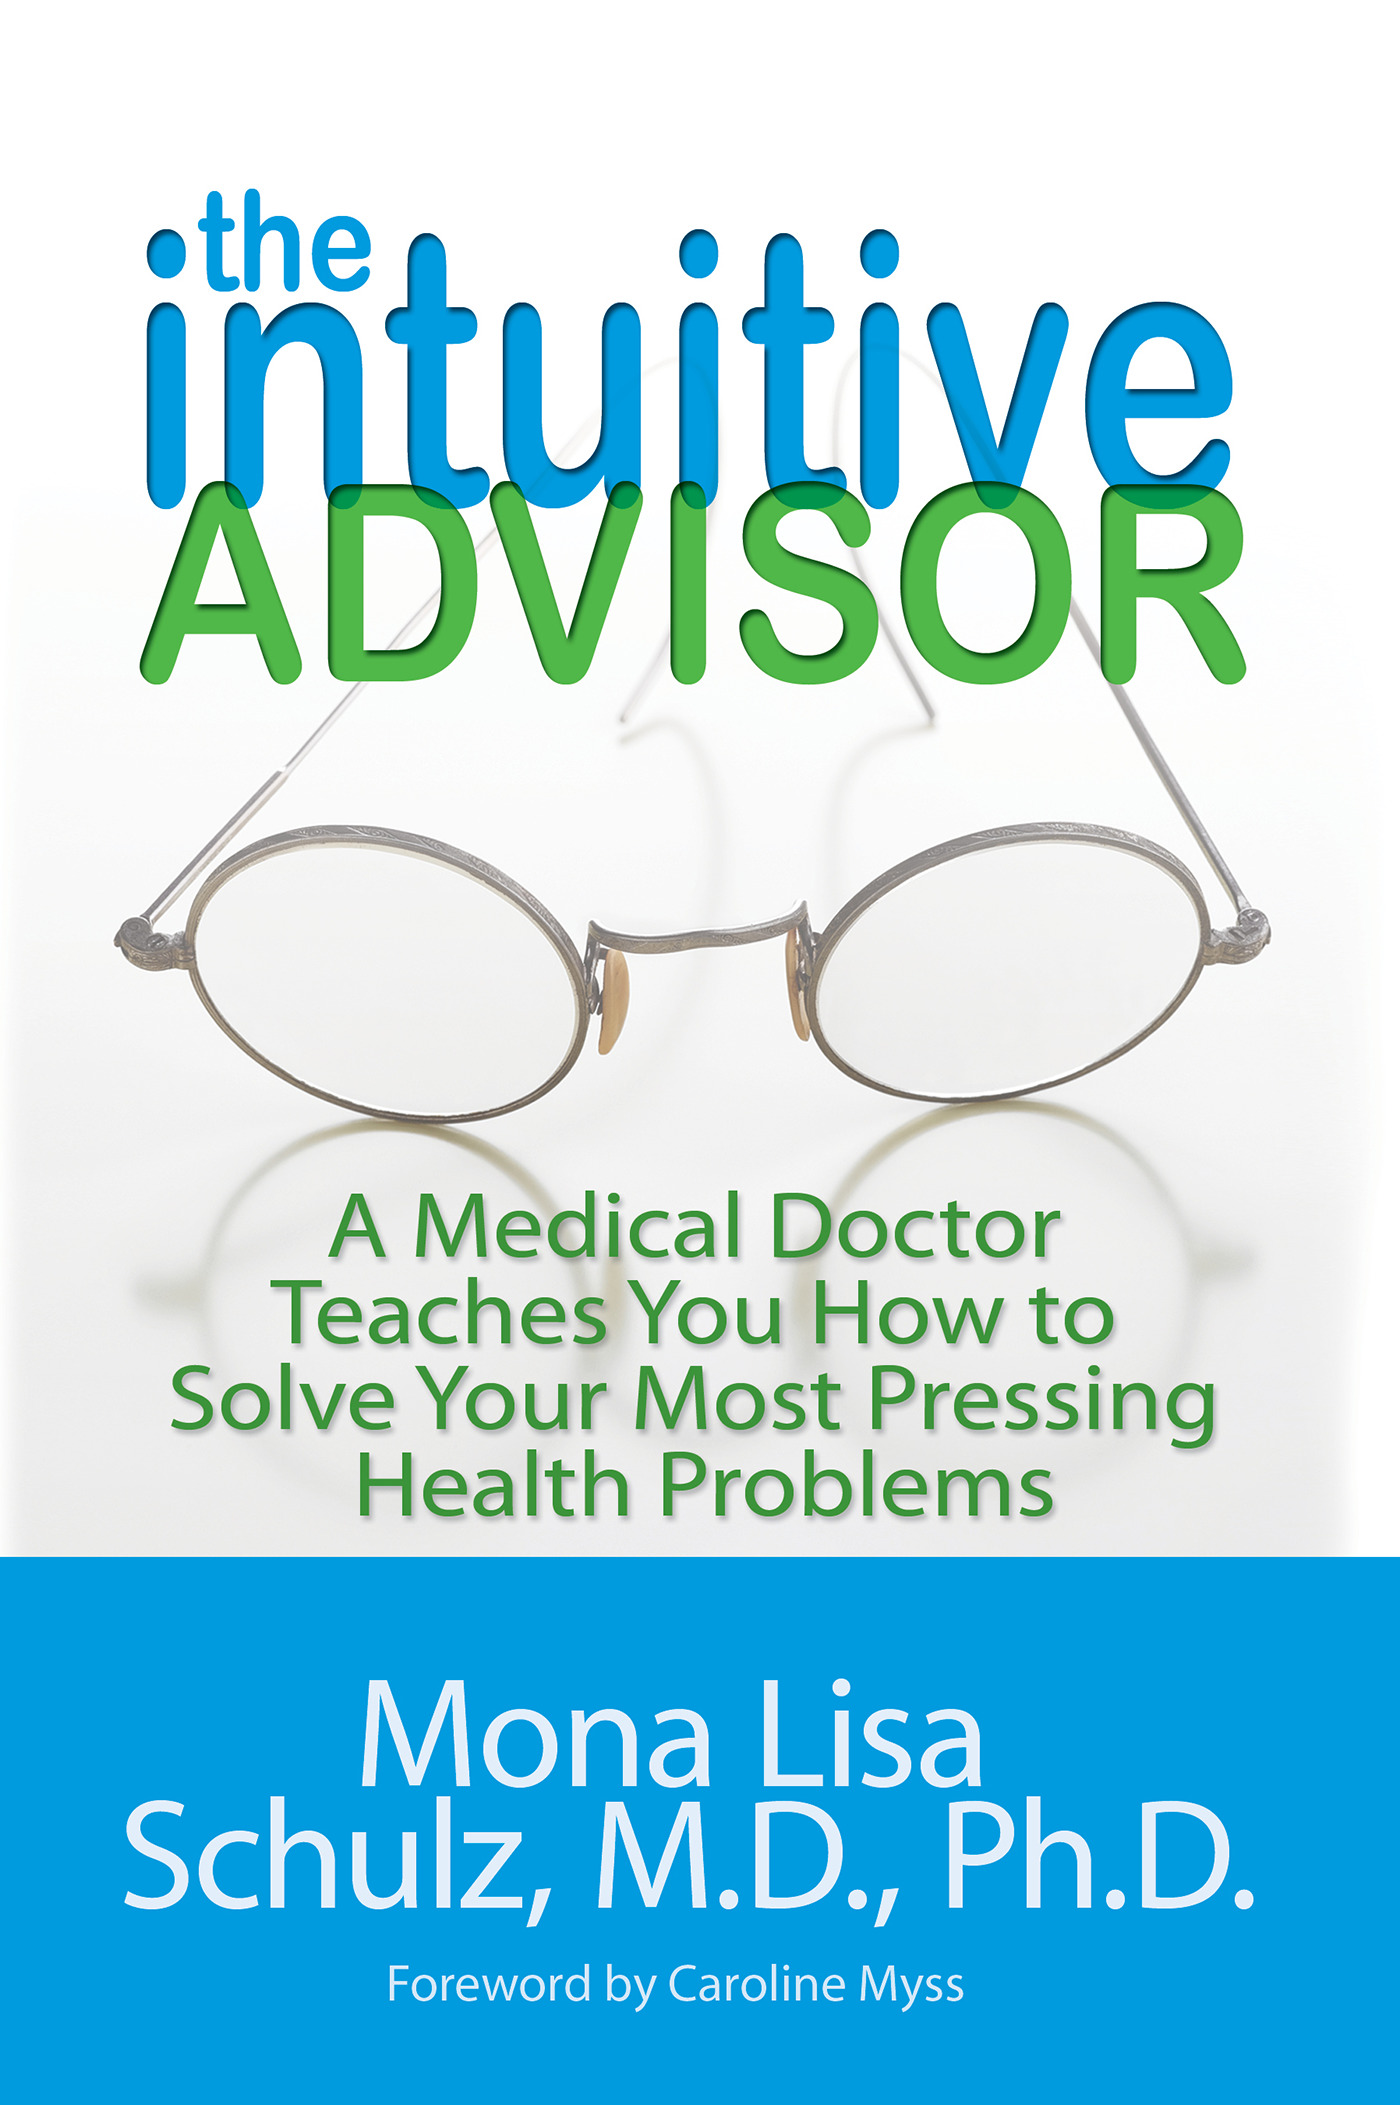 the
intuitive
ADVISOR
A Medical Doctor
Teaches You How to
Solve Your Most Pressing
Health Problems
Mona Lisa
Schulz, M.D., Ph.D.
Foreword by Caroline Myss